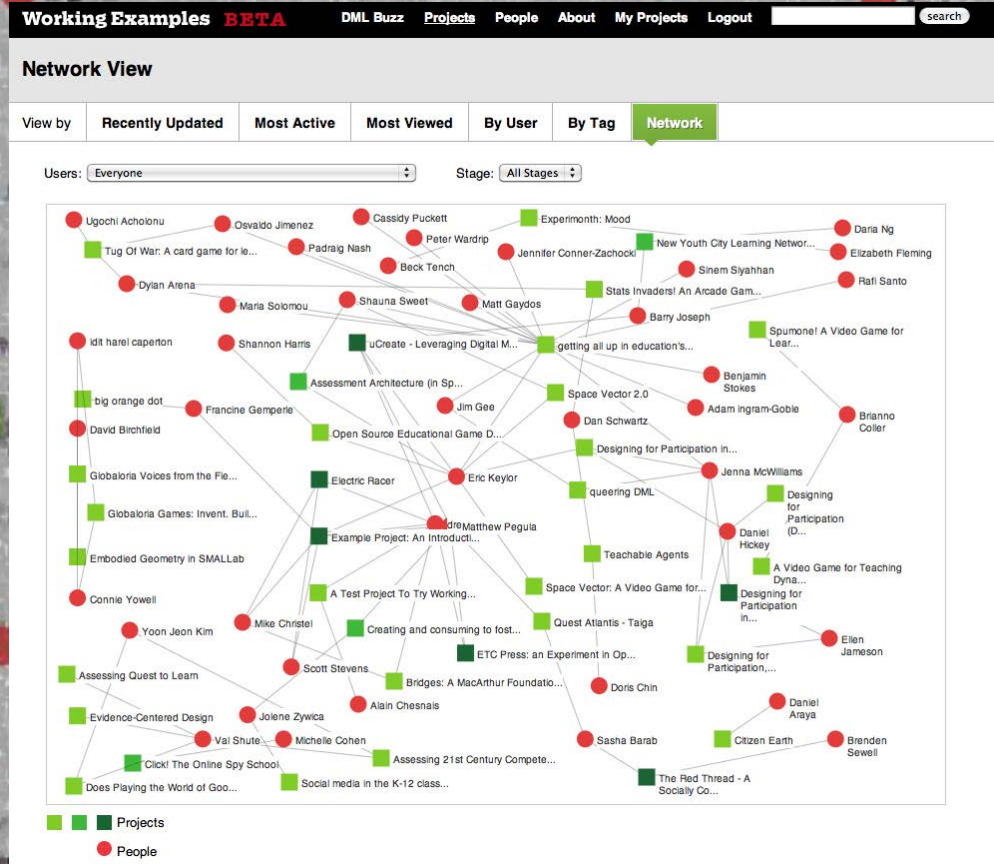 Working Examples BETA
DML Buzz Projects People About My Projects Logout search
Network View
View by Recently Updated Most Active Most Viewed By User By Tag Network
Users: Everyone Stage: All Stages
Ugochi Acholonu
Osvaldo Jimenez
Cassidy Puckett
Experimonth: Mood
Daria Ng
Tug Of War: A card game for le...
Padraig Nash
Peter Wardrip
Jennifer Conner-Zachocki
New Youth City Learning Networ...
Elizabeth Fleming
Beck Tench
Sinem Siyahhan
Rafi Santo
Dylan Arena
Maria Solomou
Shauna Sweet
Matt Gaydos
Stats Invaders! An Arcade Gam...
Barry Joseph
idit harel caperton
Shannon Harris
uCreate - Leveraging Digital M...
getting all up in education's...
Spumone! A Video Game for
Lear...
Assessment Architecture (in Sp...
Benjamin
Stokes
big orange dot
Francine Gemperle
Jim Gee
Space Vector 2.0
Adam ingram-Goble
Dan Schwartz
Brianno
Coller
David Birchfield
Open Source Educational Game D...
Designing for Participation in...
Globaloria Voices from the Fie...
Electric Racer
Eric Keylor
Jenna McWilliams
queering DML
Designing
for
Participation
(D...
Globaloria Games: Invent. Buil...
Matthew Pegula
Example Project: An Introducti...
Daniel
Hickey
Embodied Geometry in SMALLab
Teachable Agents
A Video Game for Teaching
Dyna...
Connie Yowell
A Test Project To Try Working...
Space Vector: A Video Game for...
Designing for
Participation
in...
Yoon Jeon Kim
Mike Christel
Creating and consuming to fost...
Quest Atlantis - Taiga
Ellen
Jameson
ETC Press: an Experiment in Op...
Designing for
Participation,...
Assessing Quest to Learn
Scott Stevens
Bridges: A MacArthur Foundatio...
Doris Chin
Evidence-Centered Design
Jolene Zywica
Alain Chesnais
Daniel
Araya
Val Shute
Michelle Cohen
Sasha Barab
Citizen Earth
Brenden
Sewell
Click! The Online Spy School
Assessing 21st Century Compete...
Does Playing the World of Goo...
Social media in the K-12 class...
The Red Thread - A
Socially Co...
Projects
People